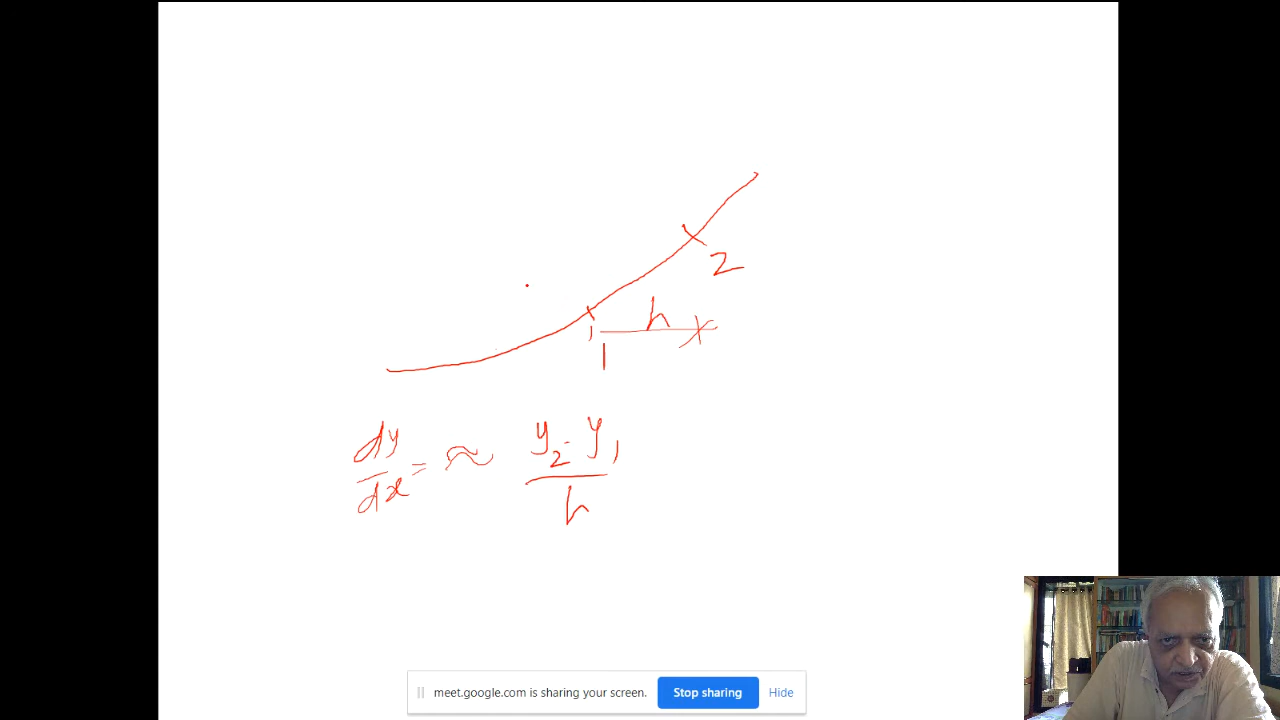 2
h
1
dy/dx = ≈ y₂ - y₁ / h
meet.google.com is sharing your screen. Stop sharing Hide